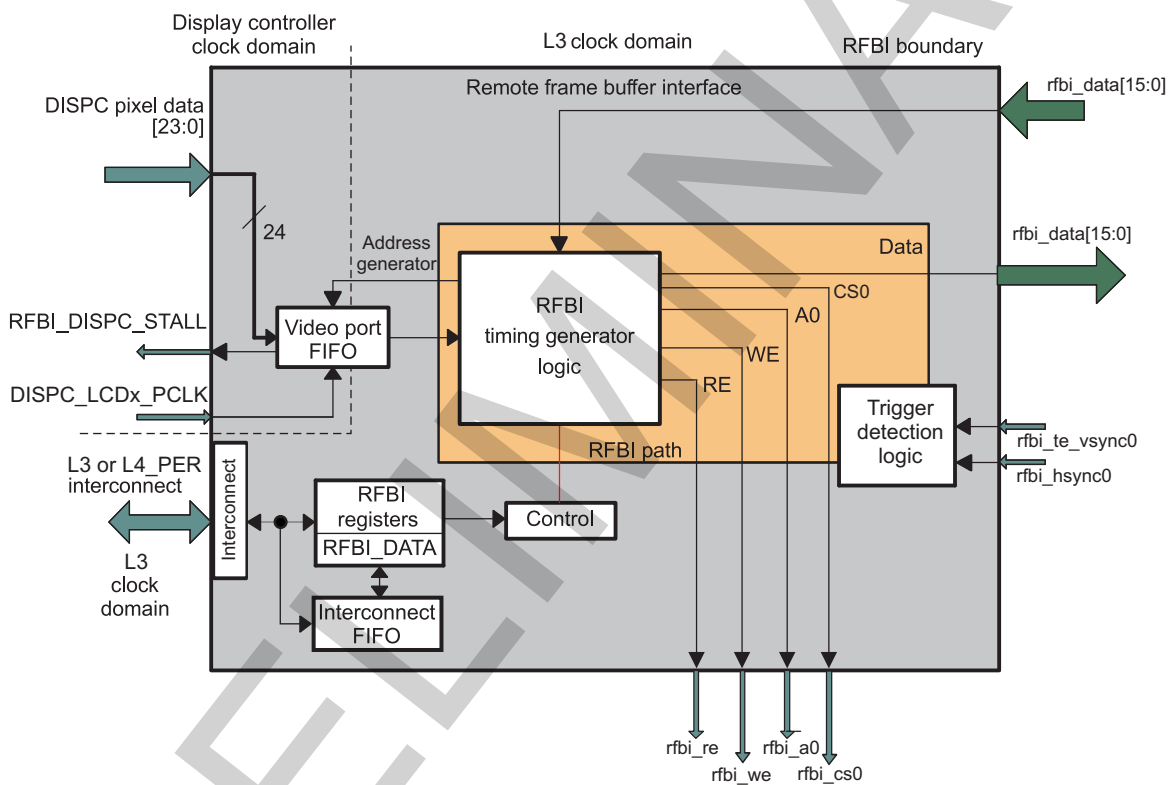 Display controller
clock domain
L3 clock domain
RFBI boundary
DISPC pixel data
[23:0]
Remote frame buffer interface
rfbi_data[15:0]
24
Address
generator
Data
rfbi_data[15:0]
RFBI
timing generator
logic
CS0
A0
WE
RE
RFBI_DISPC_STALL
Video port
FIFO
DISPC_LCDx_PCLK
Trigger
detection
logic
rfbi_te_vsync0
rfbi_hsync0
RFBI path
L3 or L4_PER
interconnect
Interconnect
RFBI
registers
RFBI_DATA
Control
L3
clock
domain
Interconnect
FIFO
rfbi_re
rfbi_we
rfbi_a0
rfbi_cs0
ELIMINA